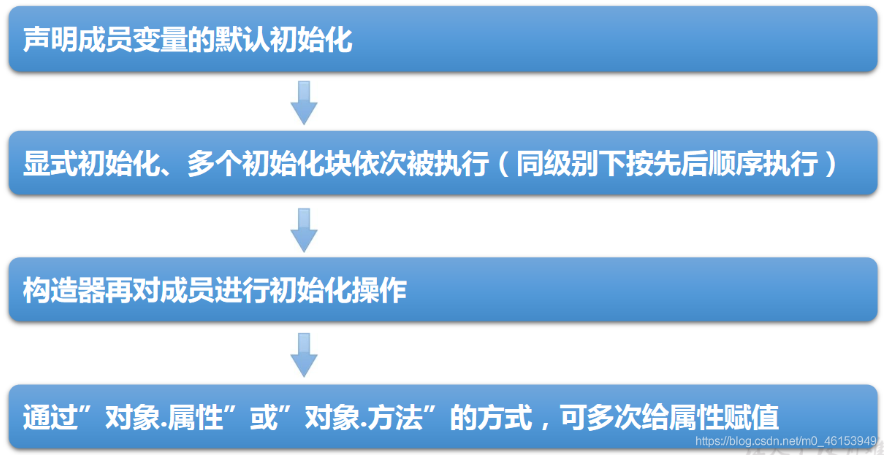 声明成员变量的默认初始化
显式初始化、多个初始化块依次被执行（同级别下按先后顺序执行）
构造器再对成员进行初始化操作
通过”对象.属性”或”对象.方法”的方式，可多次给属性赋值
https://blog.csdn.net/m0_46153949